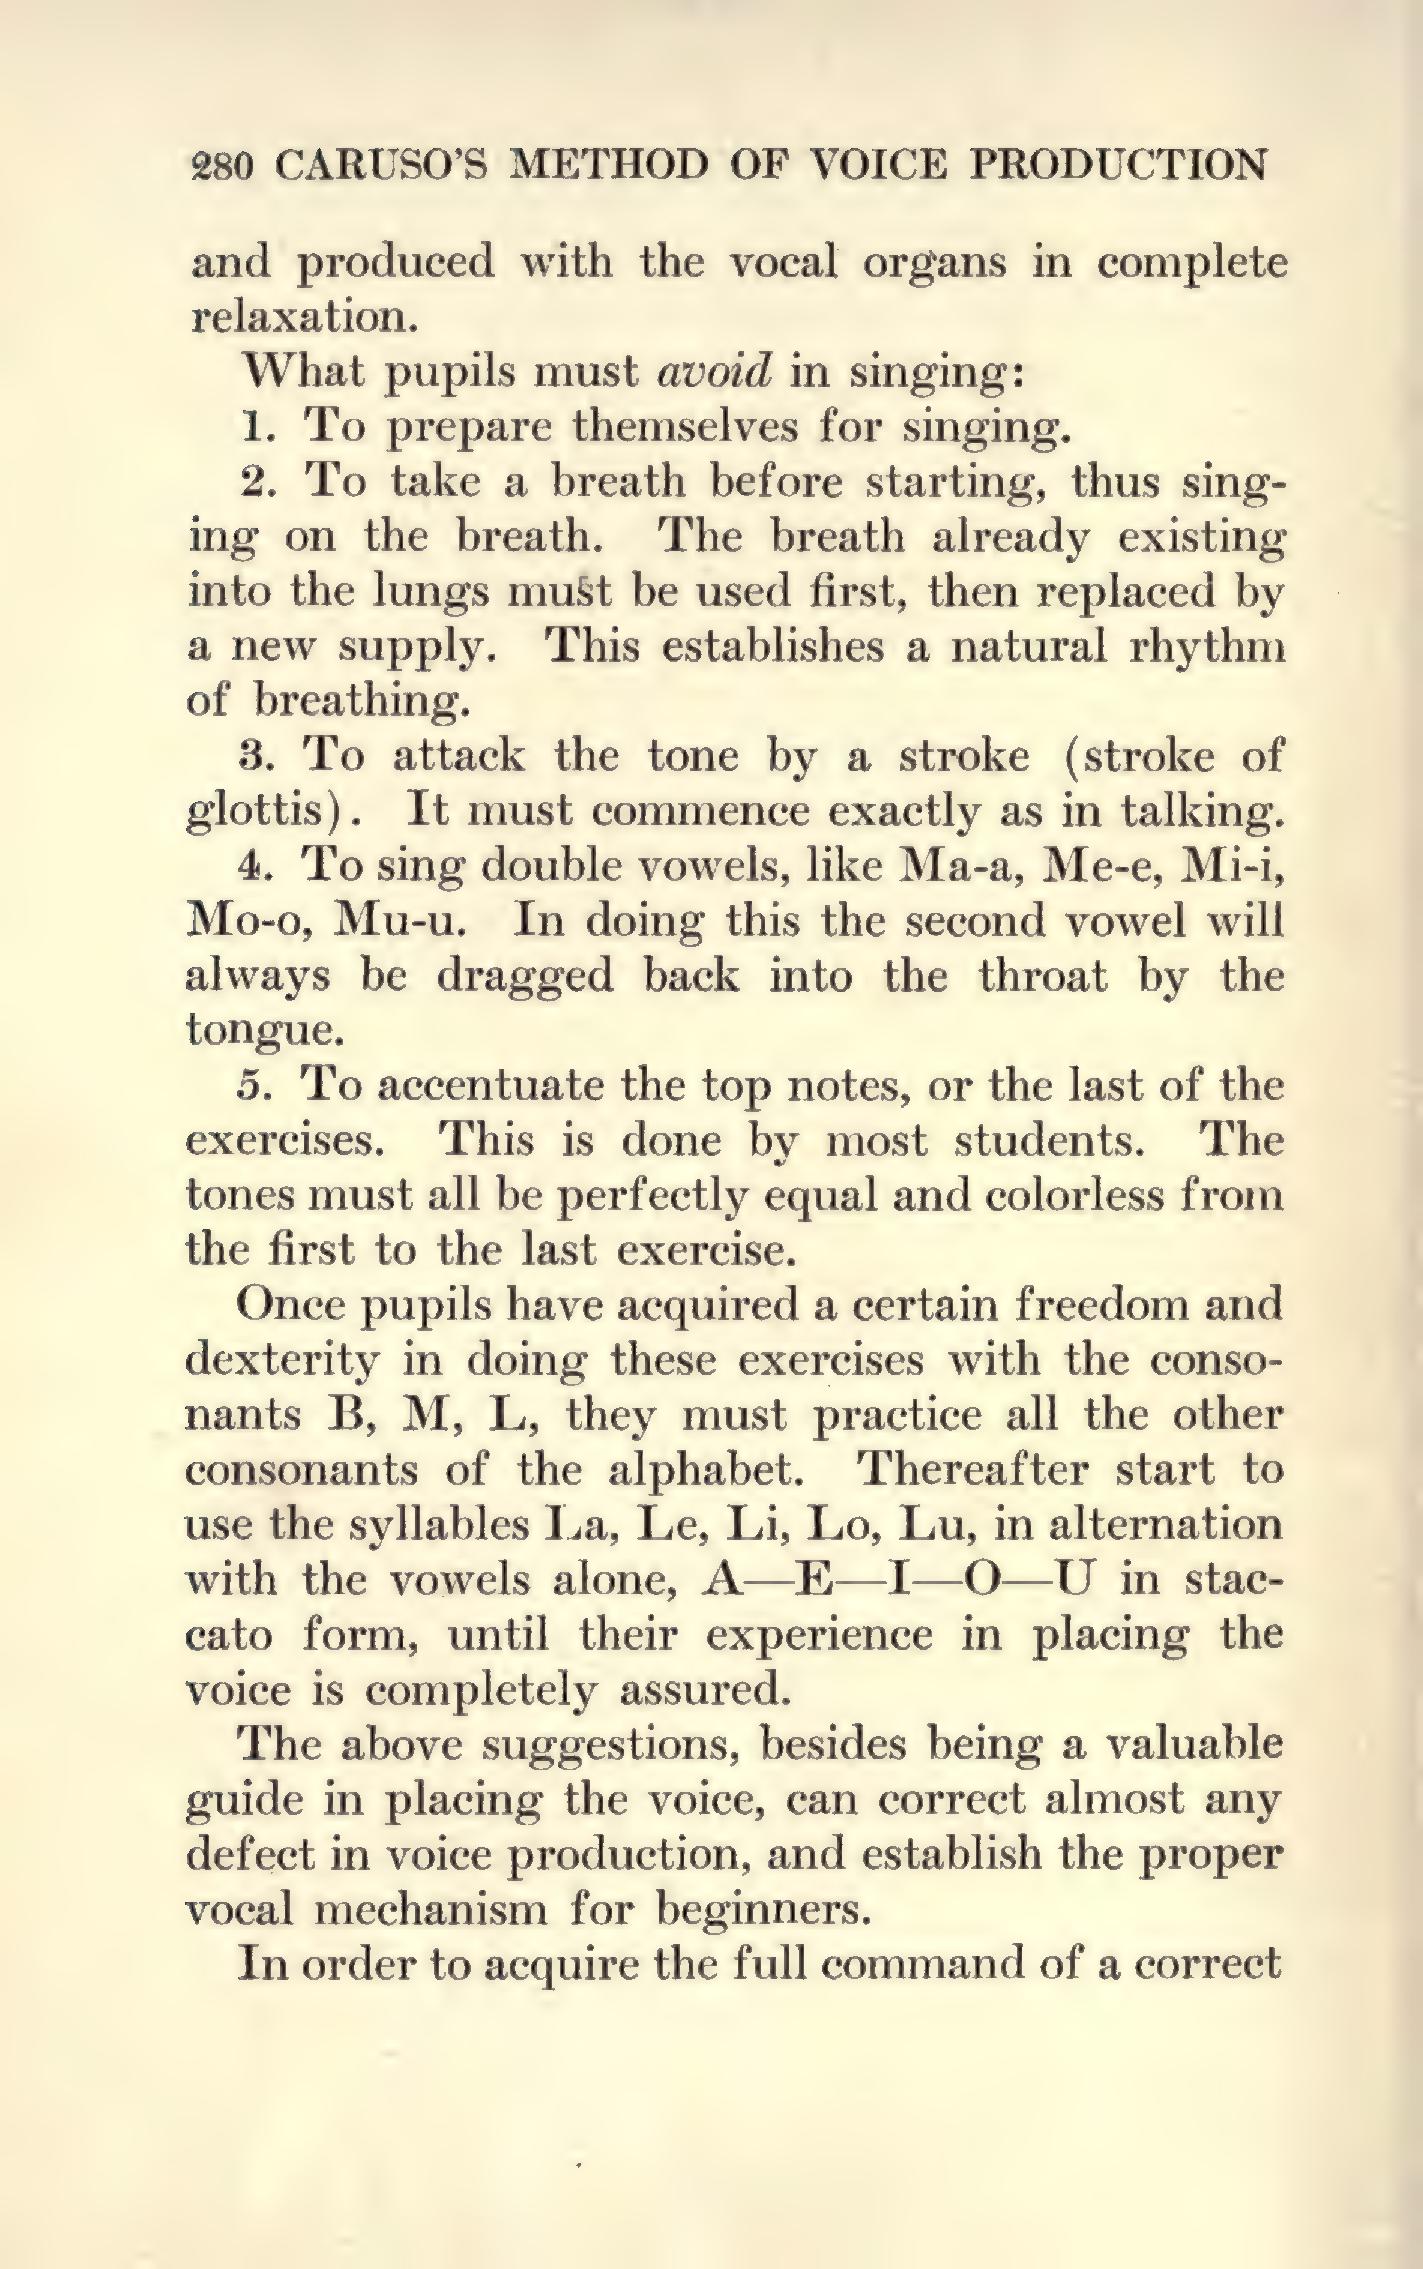 280 CARUSO'S METHOD OF VOICE PRODUCTION
and produced with the vocal organs in complete
relaxation.
What pupils must avoid in singing:
1. To prepare themselves for singing.
2. To take a breath before starting, thus sing-
ing on the breath. The breath already existing
into the lungs must be used first, then replaced by
a new supply. This establishes a natural rhythm
of breathing.
3. To attack the tone by a stroke (stroke of
glottis). It must commence exactly as in talking.
4. To sing double vowels, like Ma-a, Me-e, Mi-i,
Mo-o, Mu-u. In doing this the second vowel will
always be dragged back into the throat by the
tongue.
5. To accentuate the top notes, or the last of the
exercises. This is done by most students. The
tones must all be perfectly equal and colorless from
the first to the last exercise.
Once pupils have acquired a certain freedom and
dexterity in doing these exercises with the conso-
nants B, M, L, they must practice all the other
consonants of the alphabet. Thereafter start to
use the syllables La, Le, Li, Lo, Lu, in alternation
with the vowels alone, A—E—I—O—U in stac-
cato form, until their experience in placing the
voice is completely assured.
The above suggestions, besides being a valuable
guide in placing the voice, can correct almost any
defect in voice production, and establish the proper
vocal mechanism for beginners.
In order to acquire the full command of a correct